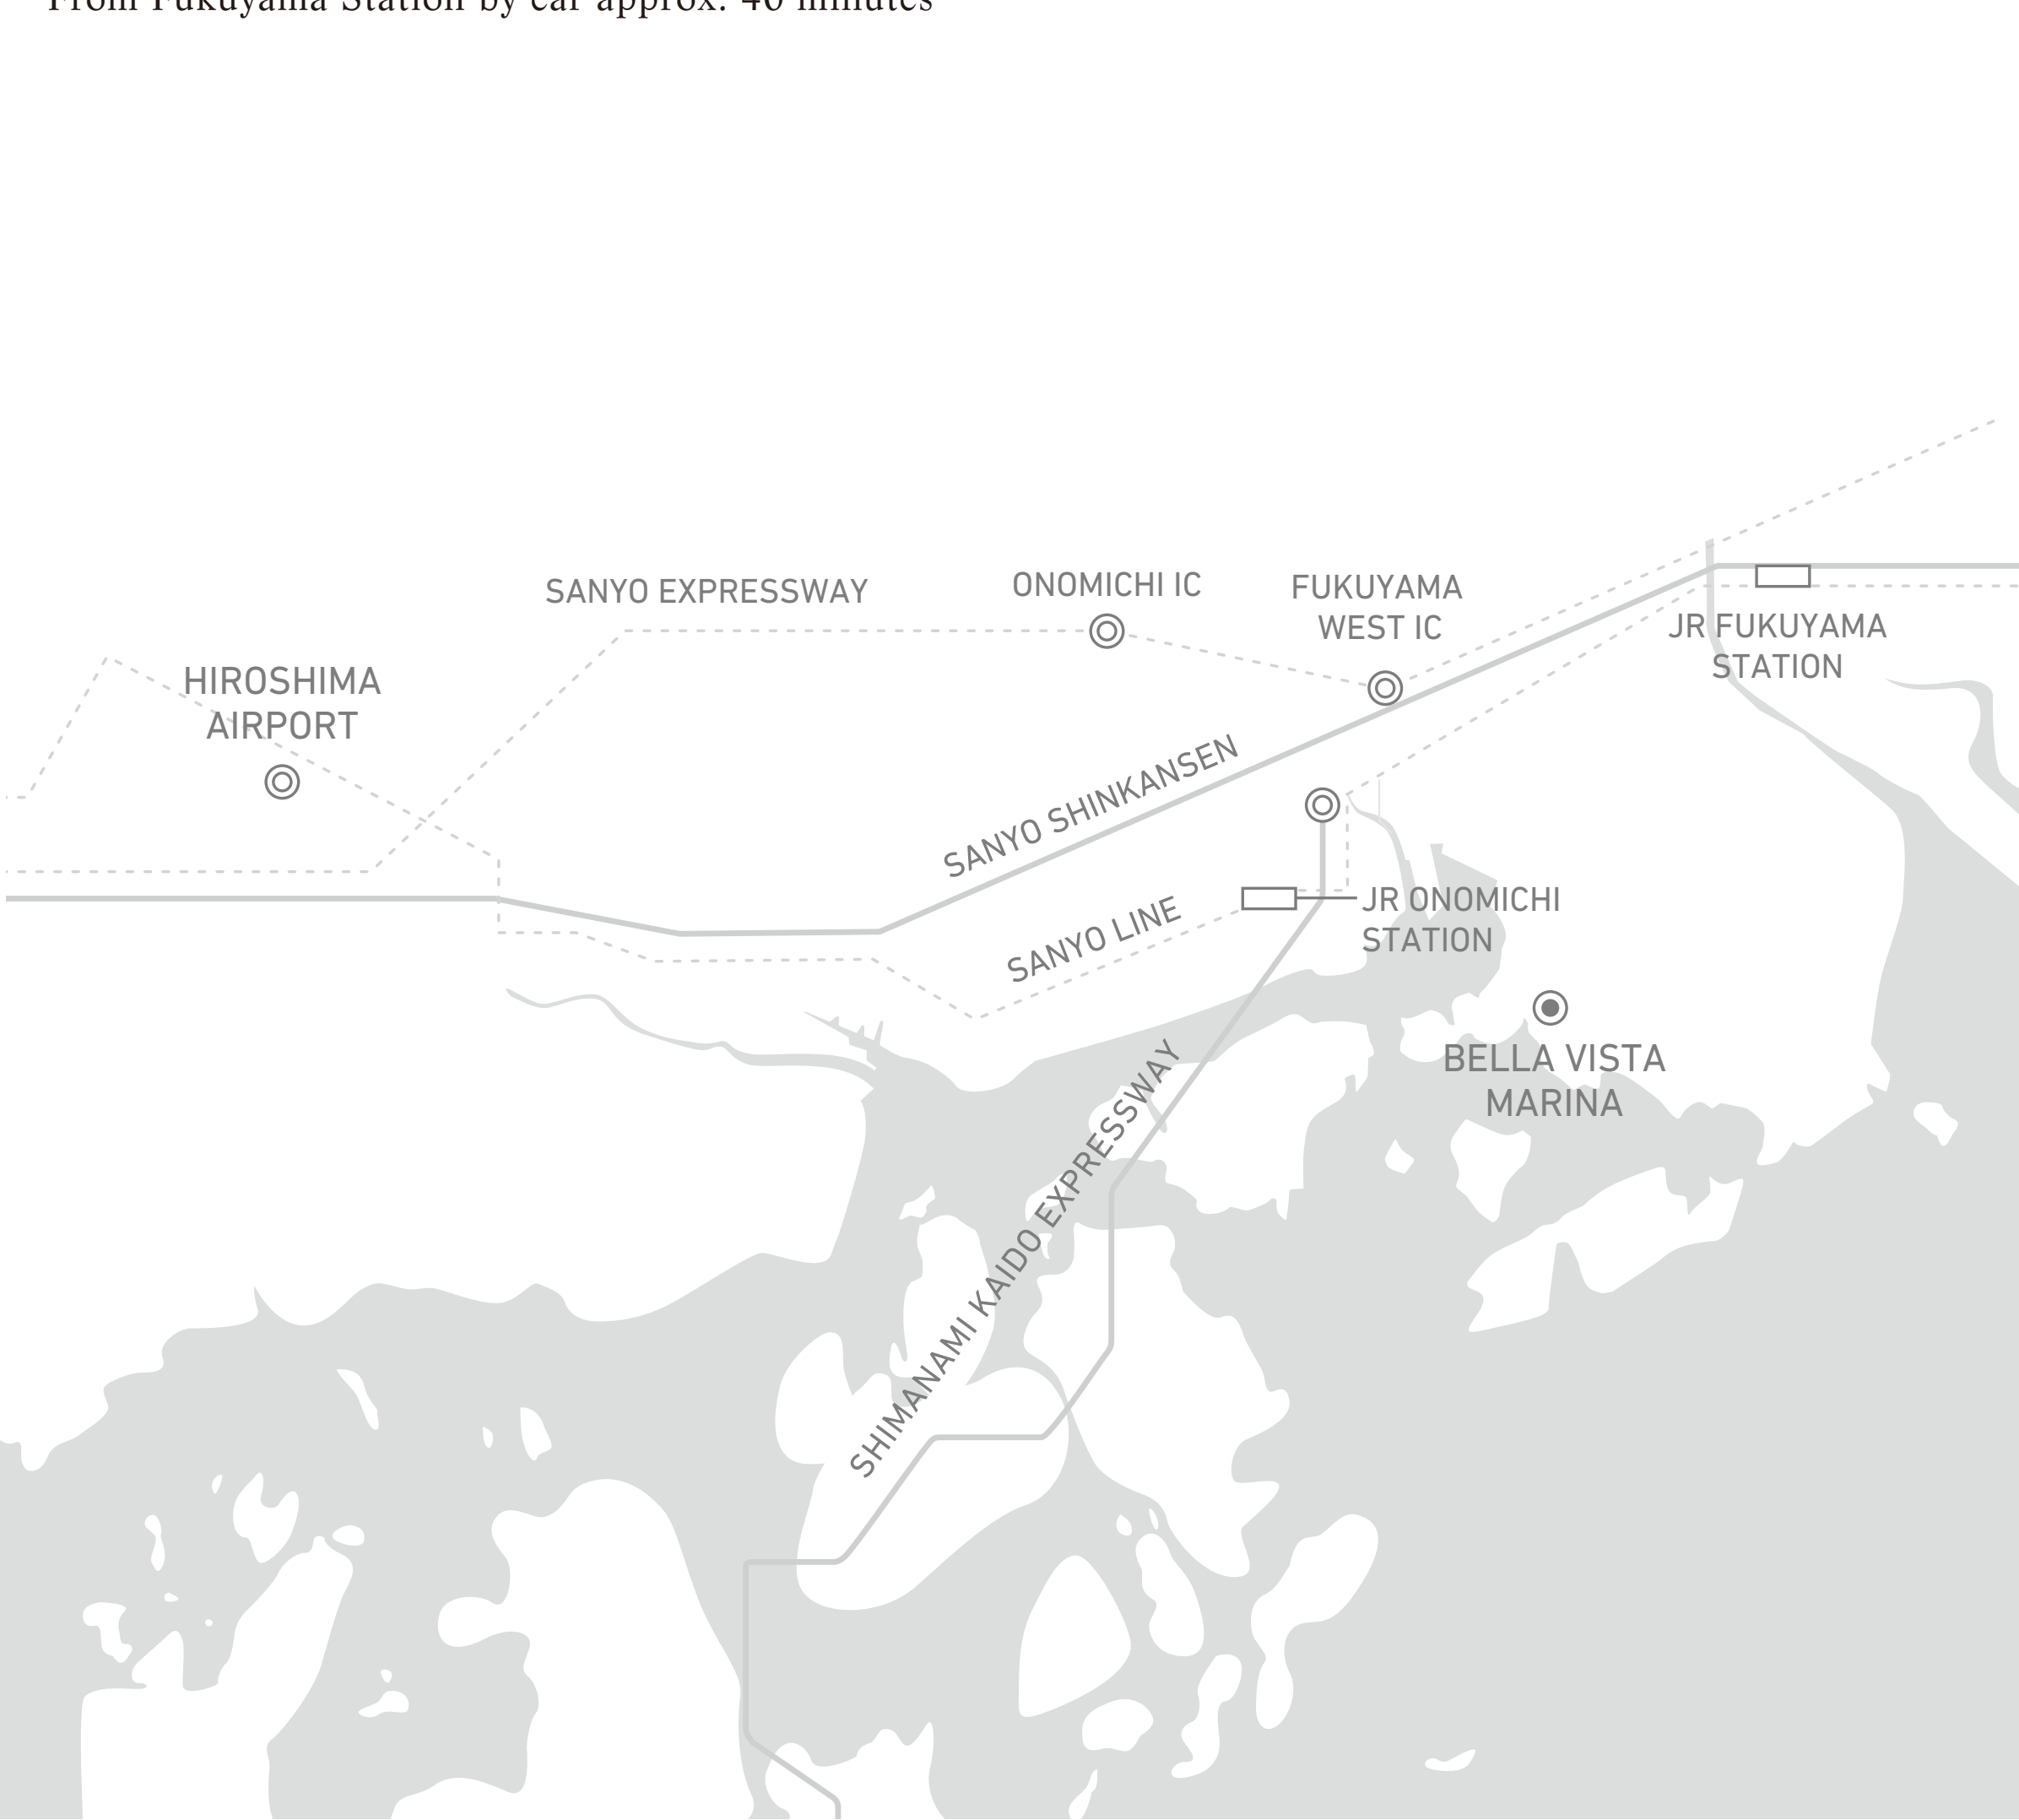 From Fukuyama Station by car approx. 40 minutes
SANYO EXPRESSWAY
ONOMICHI IC
FUKUYAMA
WEST IC
JR FUKUYAMA
STATION
HIROSHIMA
AIRPORT
SANYO SHINKANSEN
SANYO LINE
JR ONOMICHI
STATION
BELLA VISTA
MARINA
SHIMANAMI KAIDO EXPRESSWAY